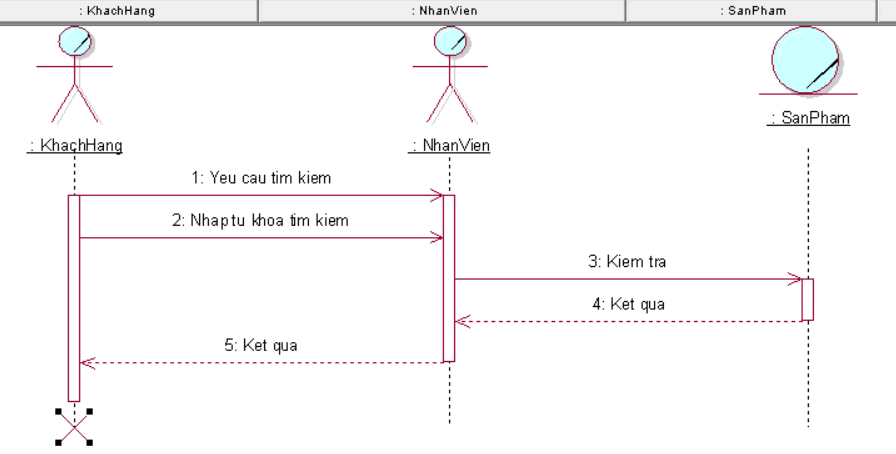 : KhachHang
: NhanVien
: SanPham
: KhachHang
: NhanVien
: SanPham
1: Yeu cau tim kiem
2: Nhap tu khoa tim kiem
3: Kiem tra
4: Ket qua
5: Ket qua